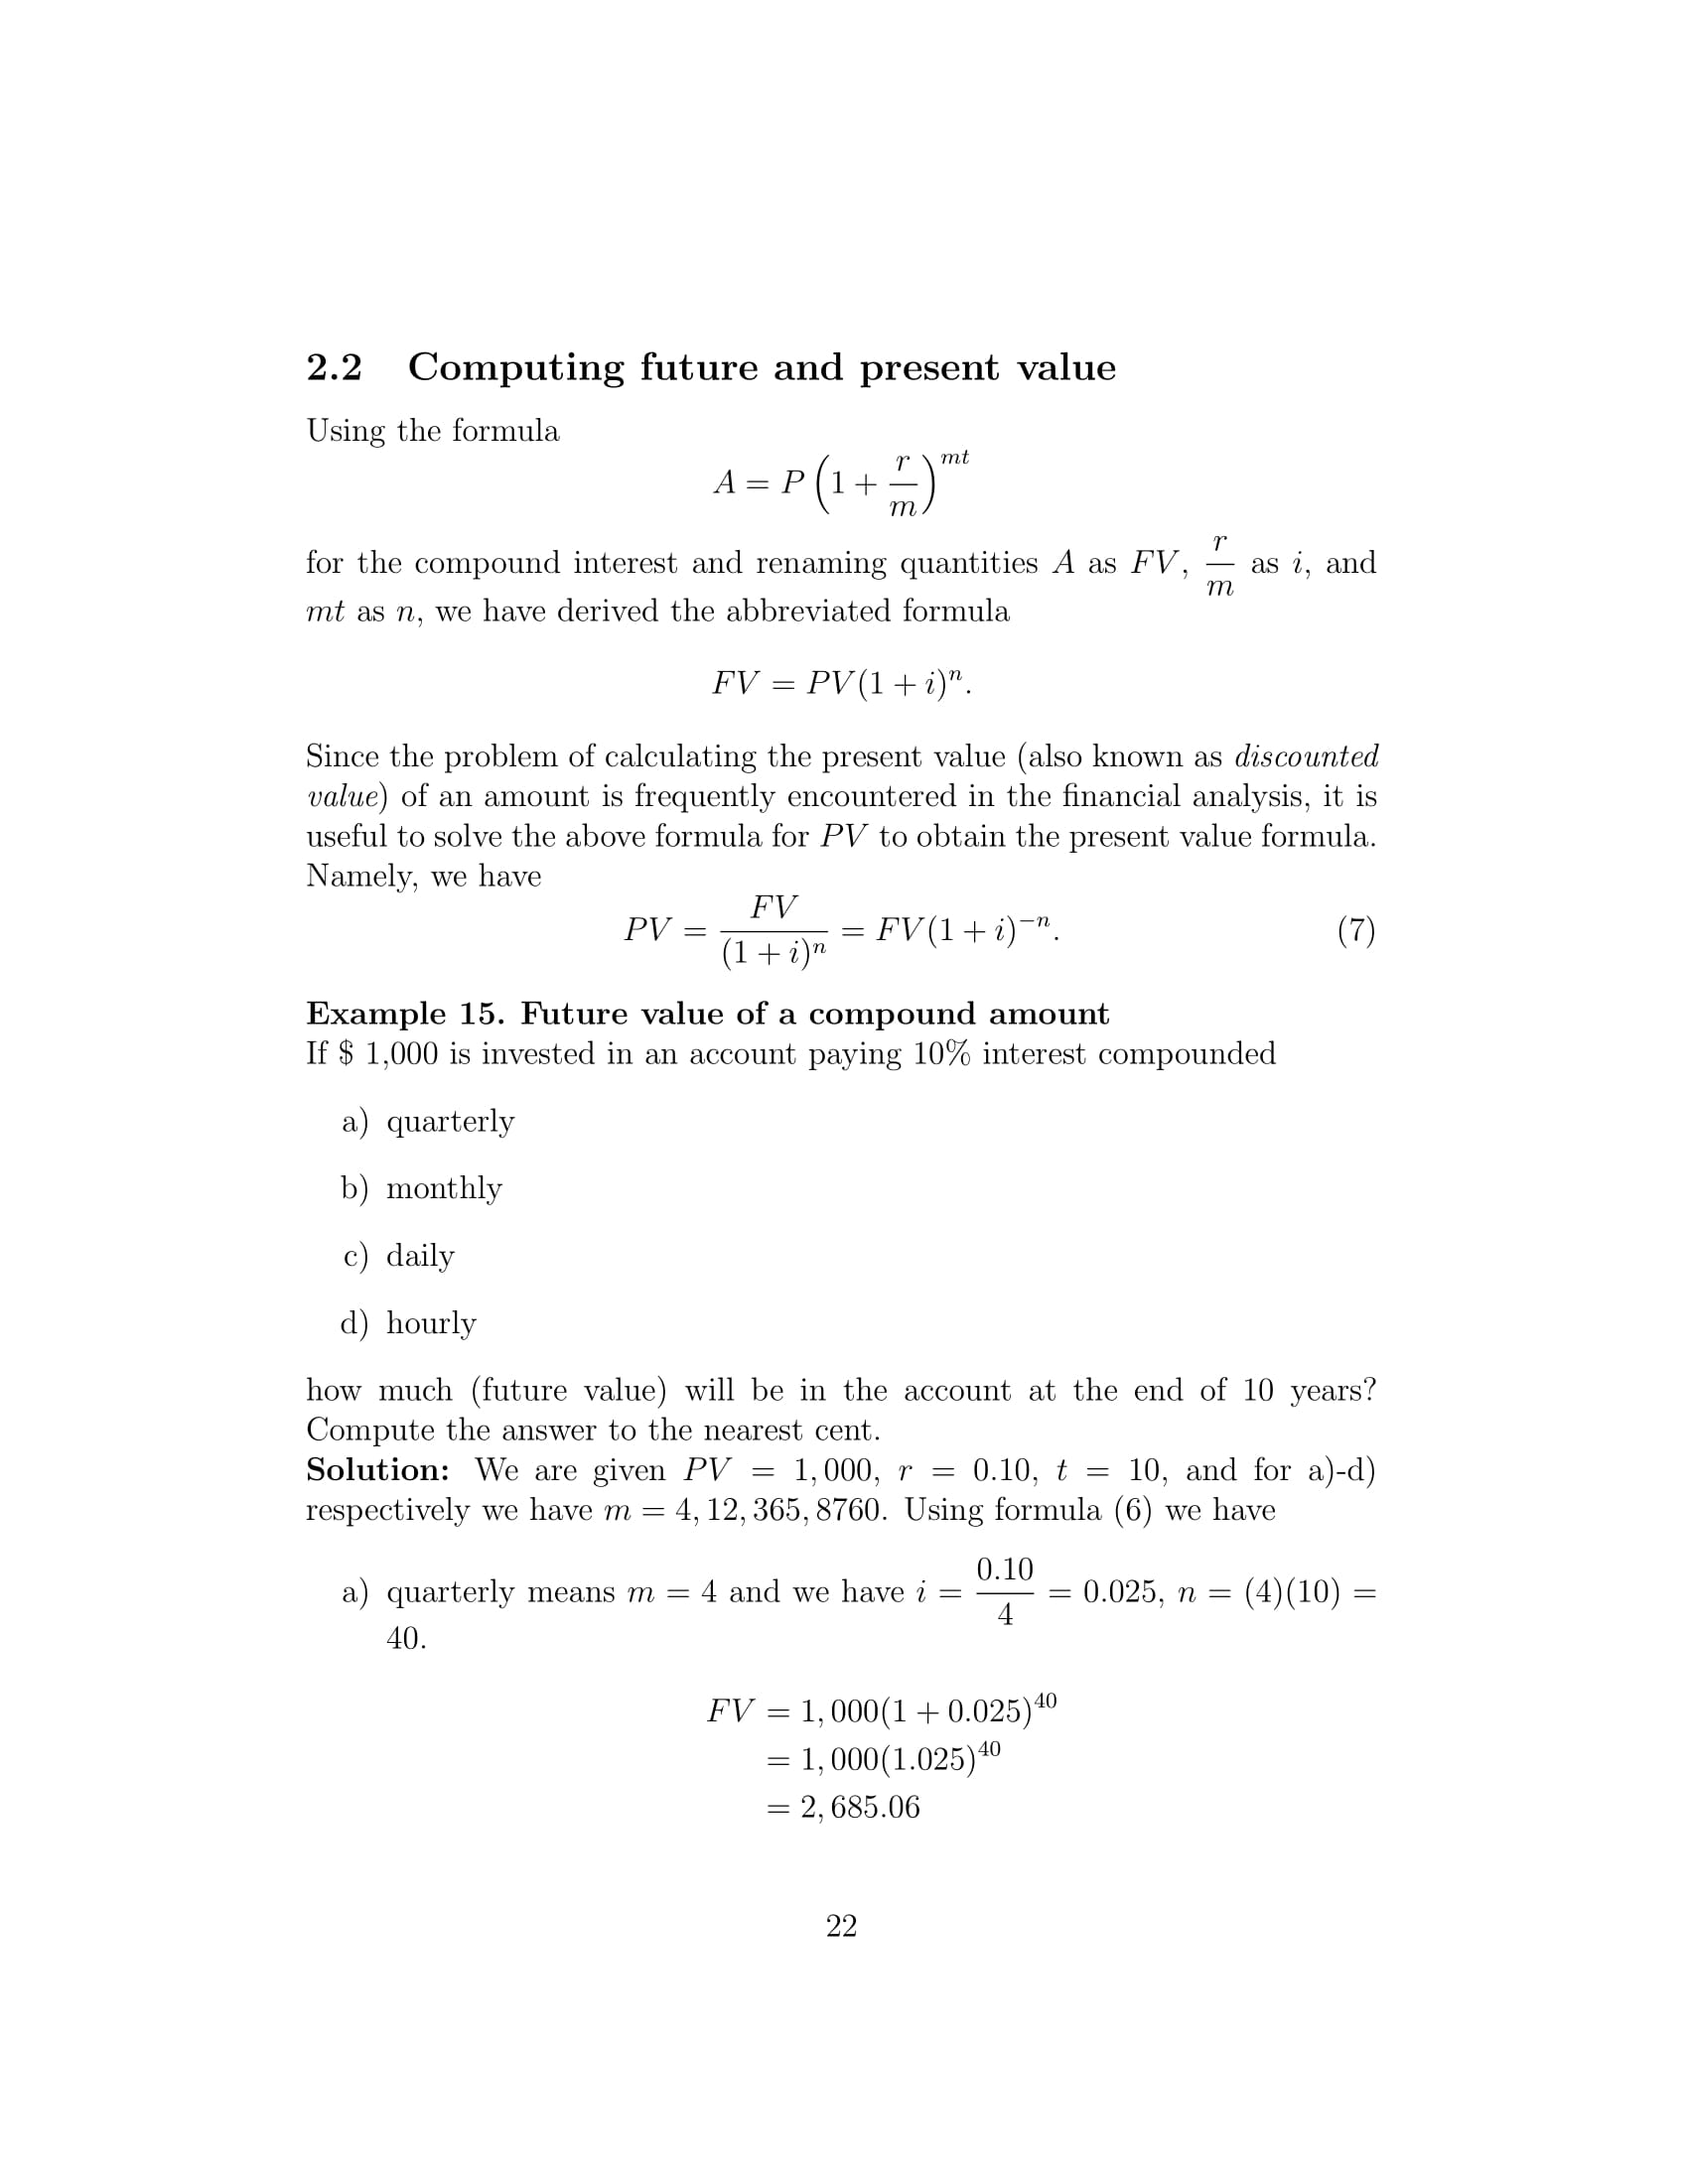 2.2 Computing future and present value
Using the formula
A = P(1 + r/m)^{mt}
for the compound interest and renaming quantities A as FV, r/m as i, and
mt as n, we have derived the abbreviated formula
FV = PV(1 + i)^n.
Since the problem of calculating the present value (also known as discounted
value) of an amount is frequently encountered in the financial analysis, it is
useful to solve the above formula for PV to obtain the present value formula.
Namely, we have
PV = FV/(1 + i)^n = FV(1 + i)^{−n}. (7)
Example 15. Future value of a compound amount
If $ 1,000 is invested in an account paying 10% interest compounded
a) quarterly
b) monthly
c) daily
d) hourly
how much (future value) will be in the account at the end of 10 years?
Compute the answer to the nearest cent.
Solution: We are given PV = 1,000, r = 0.10, t = 10, and for a)-d)
respectively we have m = 4, 12, 365, 8760. Using formula (6) we have
a) quarterly means m = 4 and we have i = 0.10/4 = 0.025, n = (4)(10) =
40.
FV = 1,000(1 + 0.025)^{40}
= 1,000(1.025)^{40}
= 2,685.06
22